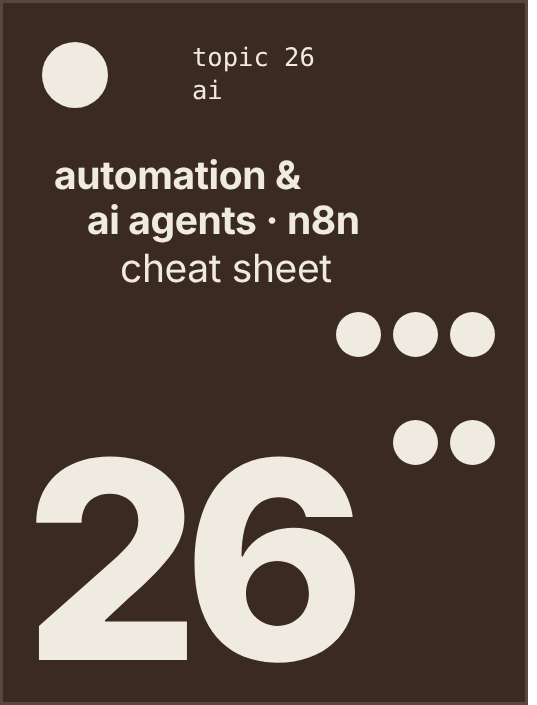 topic 26
ai
automation &
ai agents · n8n
cheat sheet
26